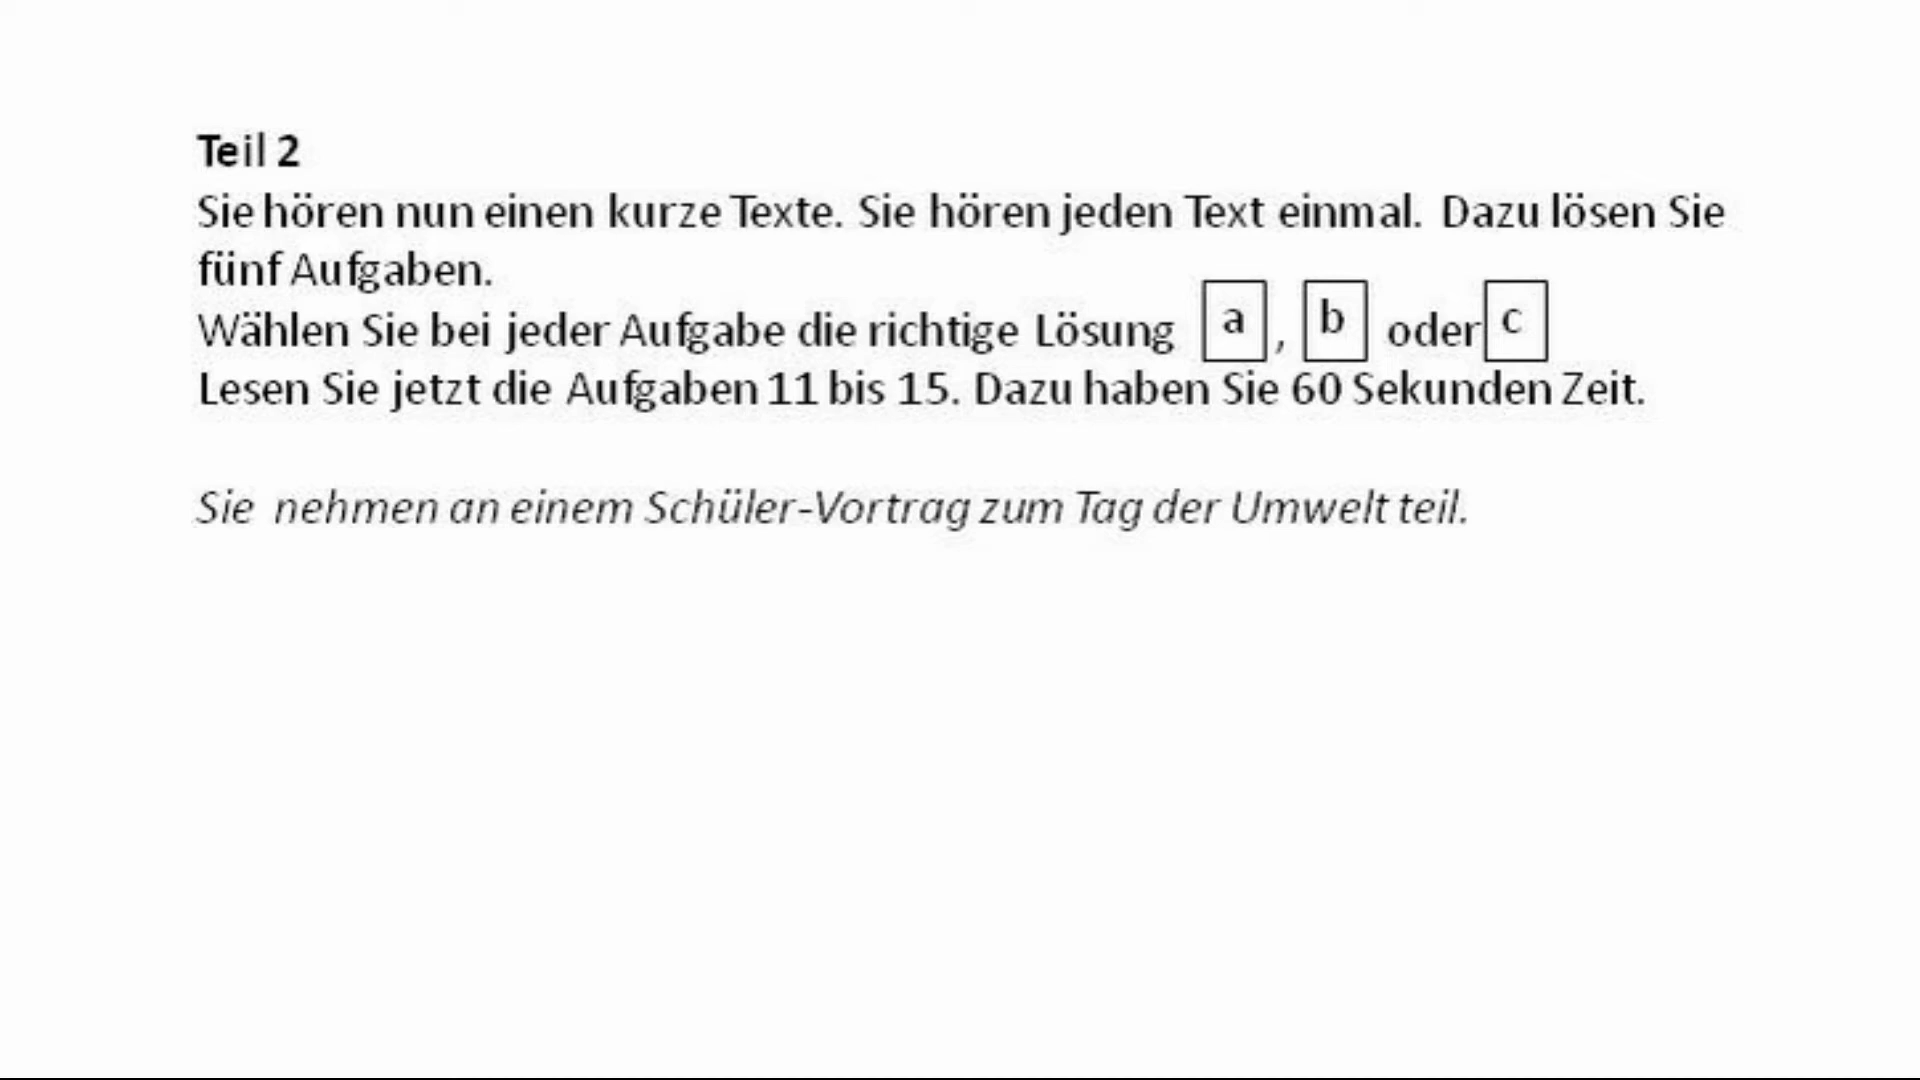 Teil 2
Sie hören nun einen kurze Texte. Sie hören jeden Text einmal. Dazu lösen Sie
fünf Aufgaben.
Wählen Sie bei jeder Aufgabe die richtige Lösung a , b oder c
Lesen Sie jetzt die Aufgaben 11 bis 15. Dazu haben Sie 60 Sekunden Zeit.
Sie nehmen an einem Schüler-Vortrag zum Tag der Umwelt teil.